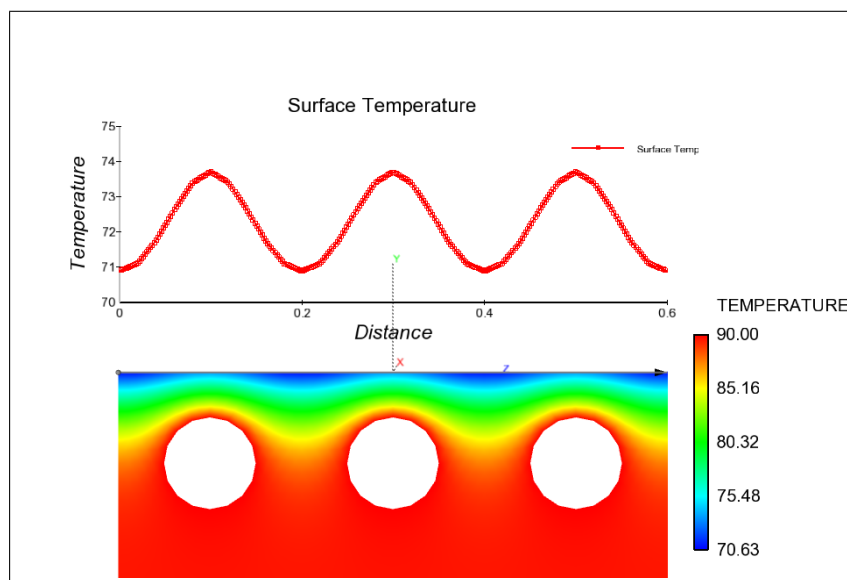 Surface Temperature
75
74
73
72
71
70
Temperature
Surface Temp
Y
0
0.2
0.4
0.6
Distance
X
Z
TEMPERATURE
90.00
85.16
80.32
75.48
70.63